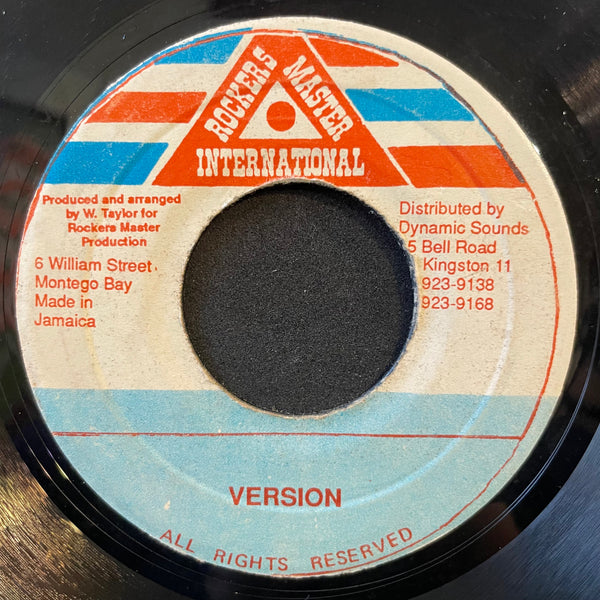 ROCKERS MASTER
INTERNATIONAL
Produced and arranged
by W. Taylor for
Rockers Master
Production
6 William Street
Montego Bay
Made in
Jamaica
Distributed by
Dynamic Sounds
5 Bell Road
Kingston 11
923-9138
923-9168
VERSION
ALL RIGHTS RESERVED